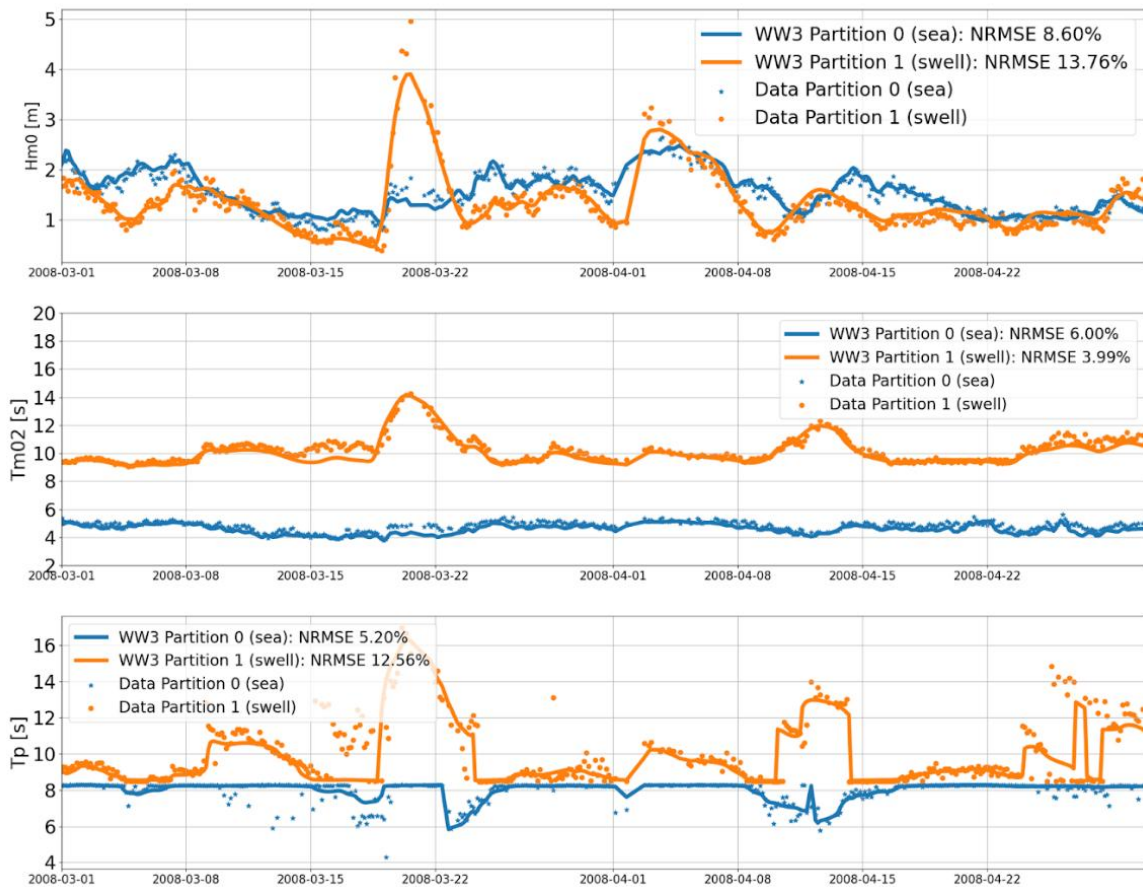 5
4
3
2
1
Hm0 [m]
WW3 Partition 0 (sea): NRMSE 8.60%
WW3 Partition 1 (swell): NRMSE 13.76%
Data Partition 0 (sea)
Data Partition 1 (swell)
2008-03-01 2008-03-08 2008-03-15 2008-03-22 2008-04-01 2008-04-08 2008-04-15 2008-04-22
20
18
16
14
12
10
8
6
4
2
Tm02 [s]
WW3 Partition 0 (sea): NRMSE 6.00%
WW3 Partition 1 (swell): NRMSE 3.99%
Data Partition 0 (sea)
Data Partition 1 (swell)
2008-03-01 2008-03-08 2008-03-15 2008-03-22 2008-04-01 2008-04-08 2008-04-15 2008-04-22
16
14
12
10
8
6
4
Tp [s]
WW3 Partition 0 (sea): NRMSE 5.20%
WW3 Partition 1 (swell): NRMSE 12.56%
Data Partition 0 (sea)
Data Partition 1 (swell)
2008-03-01 2008-03-08 2008-03-15 2008-03-22 2008-04-01 2008-04-08 2008-04-15 2008-04-22